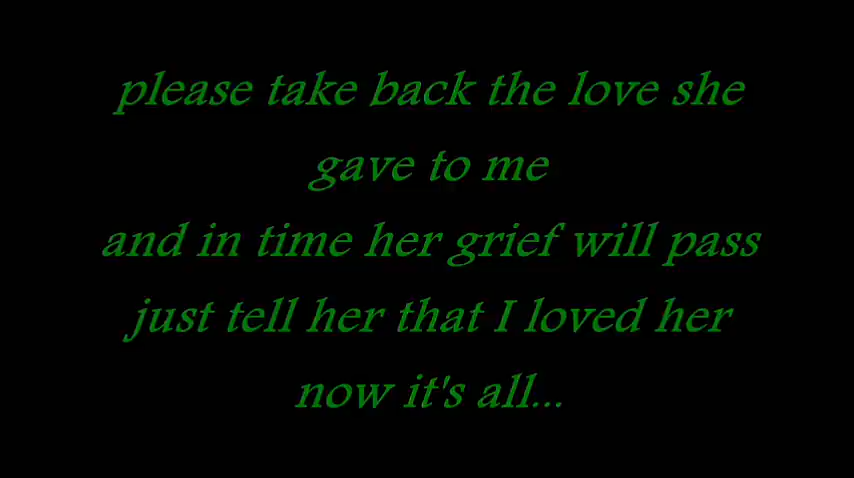 please take back the love she
gave to me
and in time her grief will pass
just tell her that I loved her
now it's all...